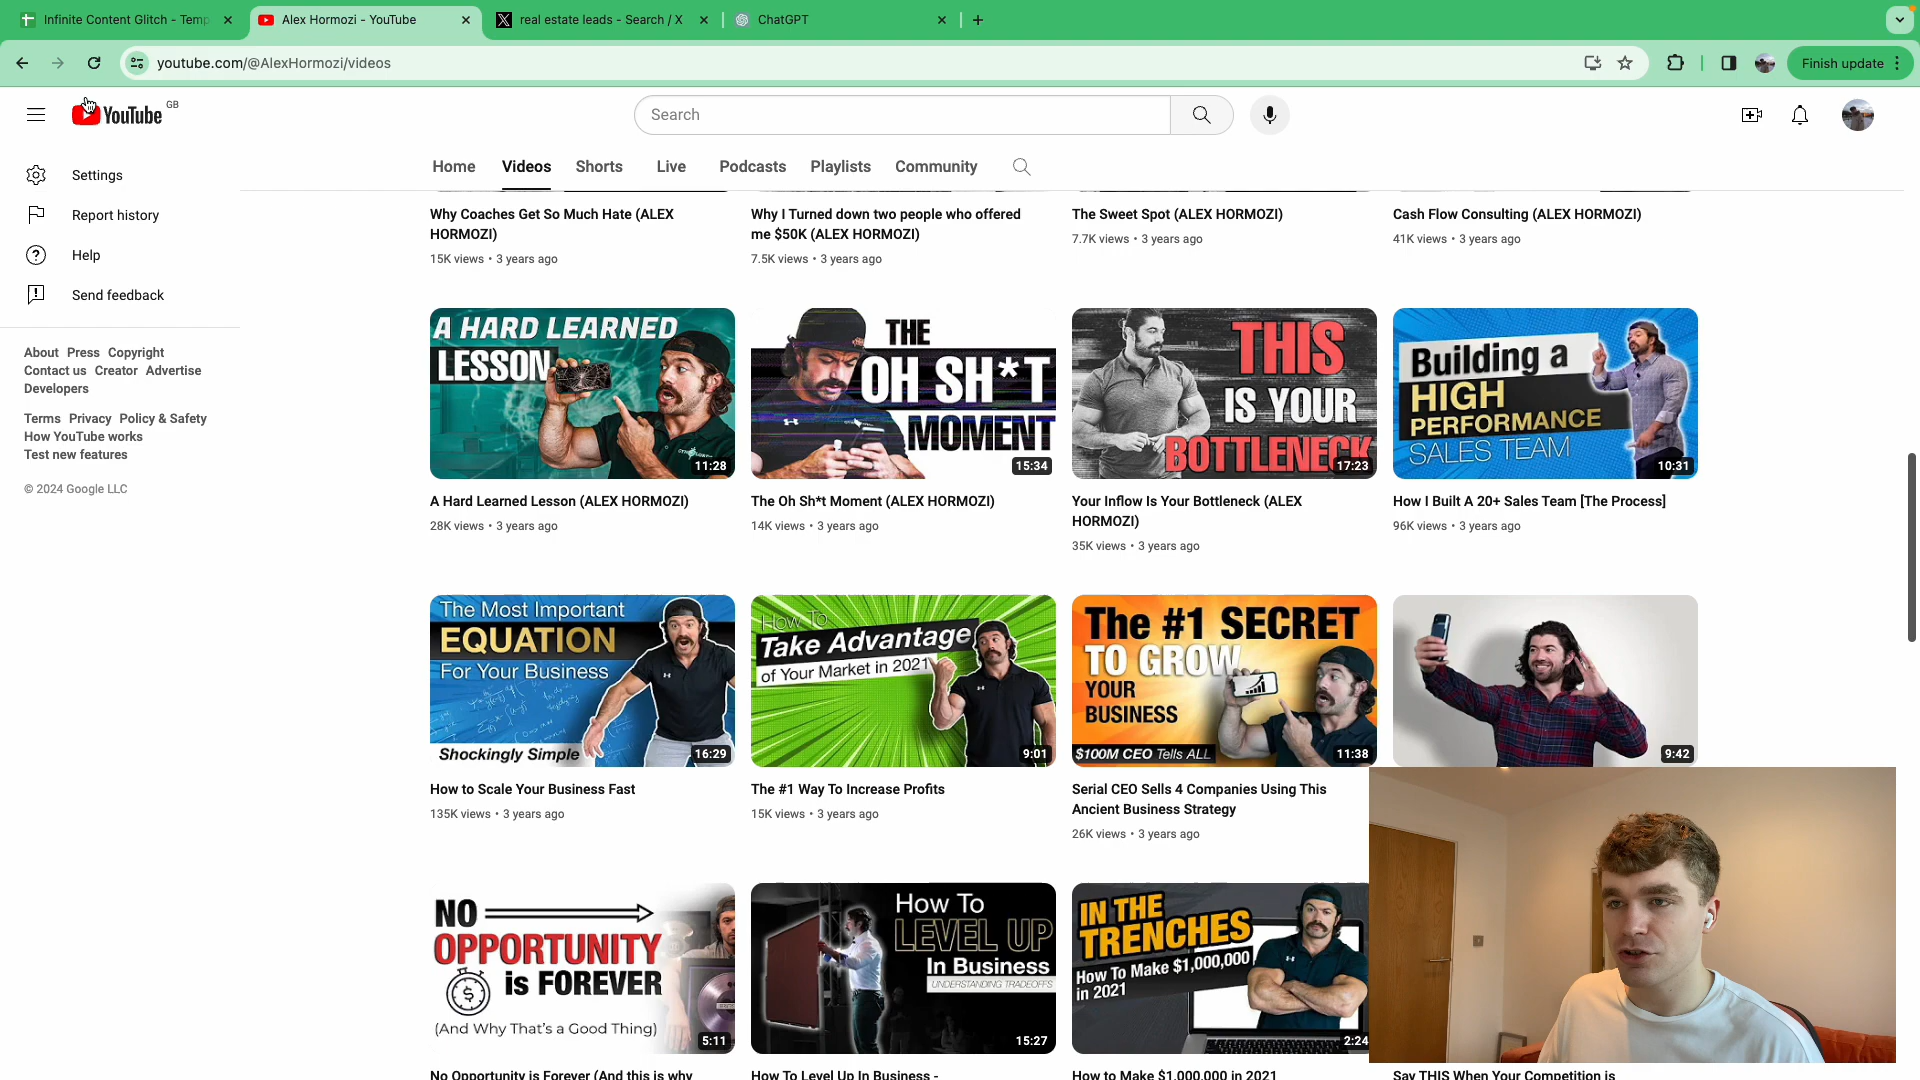 Infinite Content Glitch - Temp
Alex Hormozi - YouTube
real estate leads - Search / X
ChatGPT
youtube.com/@AlexHormozi/videos
Finish update
YouTube
GB
Search
Settings
Report history
Help
Send feedback
About Press Copyright
Contact us Creator Advertise
Developers
Terms Privacy Policy & Safety
How YouTube works
Test new features
© 2024 Google LLC
Home Videos Shorts Live Podcasts Playlists Community
Why Coaches Get So Much Hate (ALEX
HORMOZI)
15K views • 3 years ago
Why I Turned down two people who offered
me $50K (ALEX HORMOZI)
7.5K views • 3 years ago
The Sweet Spot (ALEX HORMOZI)
7.7K views • 3 years ago
Cash Flow Consulting (ALEX HORMOZI)
41K views • 3 years ago
A HARD LEARNED
LESSON
11:28
A Hard Learned Lesson (ALEX HORMOZI)
28K views • 3 years ago
THE
OH SH*T
MOMENT
15:34
The Oh Sh*t Moment (ALEX HORMOZI)
14K views • 3 years ago
THIS
IS YOUR
BOTTLENECK
17:23
Your Inflow Is Your Bottleneck (ALEX
HORMOZI)
35K views • 3 years ago
Building a
HIGH
PERFORMANCE
SALES TEAM
10:31
How I Built A 20+ Sales Team [The Process]
96K views • 3 years ago
The Most Important
EQUATION
For Your Business
Shockingly Simple
16:29
How to Scale Your Business Fast
135K views • 3 years ago
How To
Take Advantage
of Your Market in 2021
9:01
The #1 Way To Increase Profits
15K views • 3 years ago
The #1 SECRET
TO GROW
YOUR
BUSINESS
$100M CEO Tells ALL
11:38
Serial CEO Sells 4 Companies Using This
Ancient Business Strategy
26K views • 3 years ago
9:42
NO
OPPORTUNITY
is FOREVER
(And Why That's a Good Thing)
5:11
No Opportunity is Forever (And this is why
How To
LEVEL UP
In Business
UNDERSTANDING TRADEOFFS
15:27
How To Level Up In Business -
IN THE
TRENCHES
How To Make $1,000,000
in 2021
2:24
How to Make $1,000,000 in 2021
Say THIS When Your Competition is